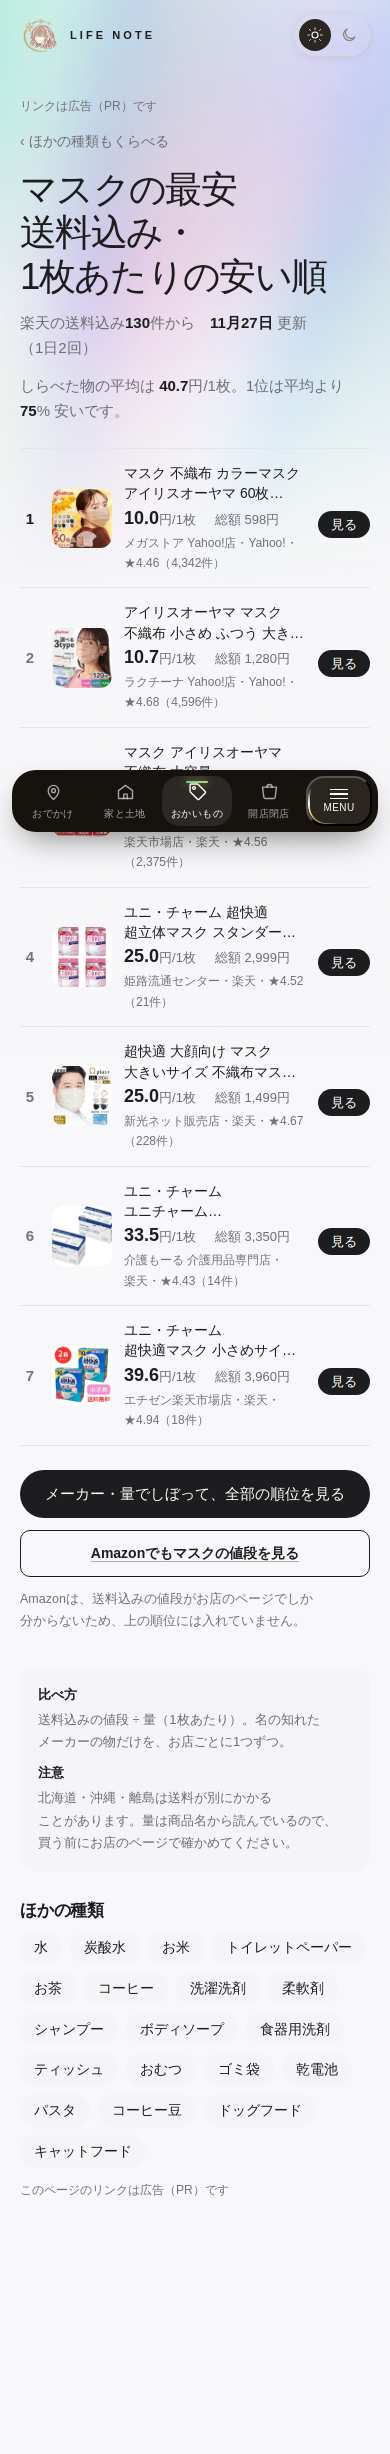 LIFE NOTE
リンクは広告（PR）です
‹ ほかの種類もくらべる
マスクの最安
送料込み・
1枚あたりの安い順
楽天の送料込み130件から　11月27日 更新
（1日2回）
しらべた物の平均は 40.7円/1枚。1位は平均より
75% 安いです。
1
マスク 不織布 カラーマスク
アイリスオーヤマ 60枚…
10.0円/1枚 総額 598円
メガストア Yahoo!店・Yahoo!・
★4.46（4,342件）
見る
2
アイリスオーヤマ マスク
不織布 小さめ ふつう 大き…
10.7円/1枚 総額 1,280円
ラクチーナ Yahoo!店・Yahoo!・
★4.68（4,596件）
見る
マスク アイリスオーヤマ
おでかけ
家と土地
おかいもの
開店閉店
MENU
楽天市場店・楽天・★4.56
（2,375件）
4
ユニ・チャーム 超快適
超立体マスク スタンダー…
25.0円/1枚 総額 2,999円
姫路流通センター・楽天・★4.52
（21件）
見る
5
超快適 大顔向け マスク
大きいサイズ 不織布マス…
25.0円/1枚 総額 1,499円
新光ネット販売店・楽天・★4.67
（228件）
見る
6
ユニ・チャーム
ユニチャーム…
33.5円/1枚 総額 3,350円
介護もーる 介護用品専門店・
楽天・★4.43（14件）
見る
7
ユニ・チャーム
超快適マスク 小さめサイ…
39.6円/1枚 総額 3,960円
エチゼン楽天市場店・楽天・
★4.94（18件）
見る
メーカー・量でしぼって、全部の順位を見る
Amazonでもマスクの値段を見る
Amazonは、送料込みの値段がお店のページでしか
分からないため、上の順位には入れていません。
比べ方
送料込みの値段 ÷ 量（1枚あたり）。名の知れた
メーカーの物だけを、お店ごとに1つずつ。
注意
北海道・沖縄・離島は送料が別にかかる
ことがあります。量は商品名から読んでいるので、
買う前にお店のページで確かめてください。
ほかの種類
水 炭酸水 お米 トイレットペーパー
お茶 コーヒー 洗濯洗剤 柔軟剤
シャンプー ボディソープ 食器用洗剤
ティッシュ おむつ ゴミ袋 乾電池
パスタ コーヒー豆 ドッグフード
キャットフード
このページのリンクは広告（PR）です